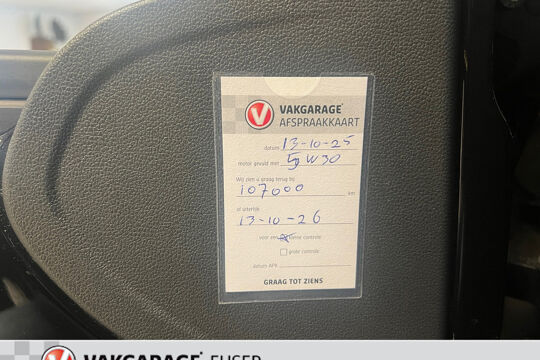 VAKGARAGE
AFSPRAAKKAART
datum 13-10-25
motor gevuld met 5W30
Wij zien u graag terug bij
107000 km
of uiterlijk
13-10-26
voor een kleine controle
grote controle
datum APK
GRAAG TOT ZIENS
VAKGARAGE